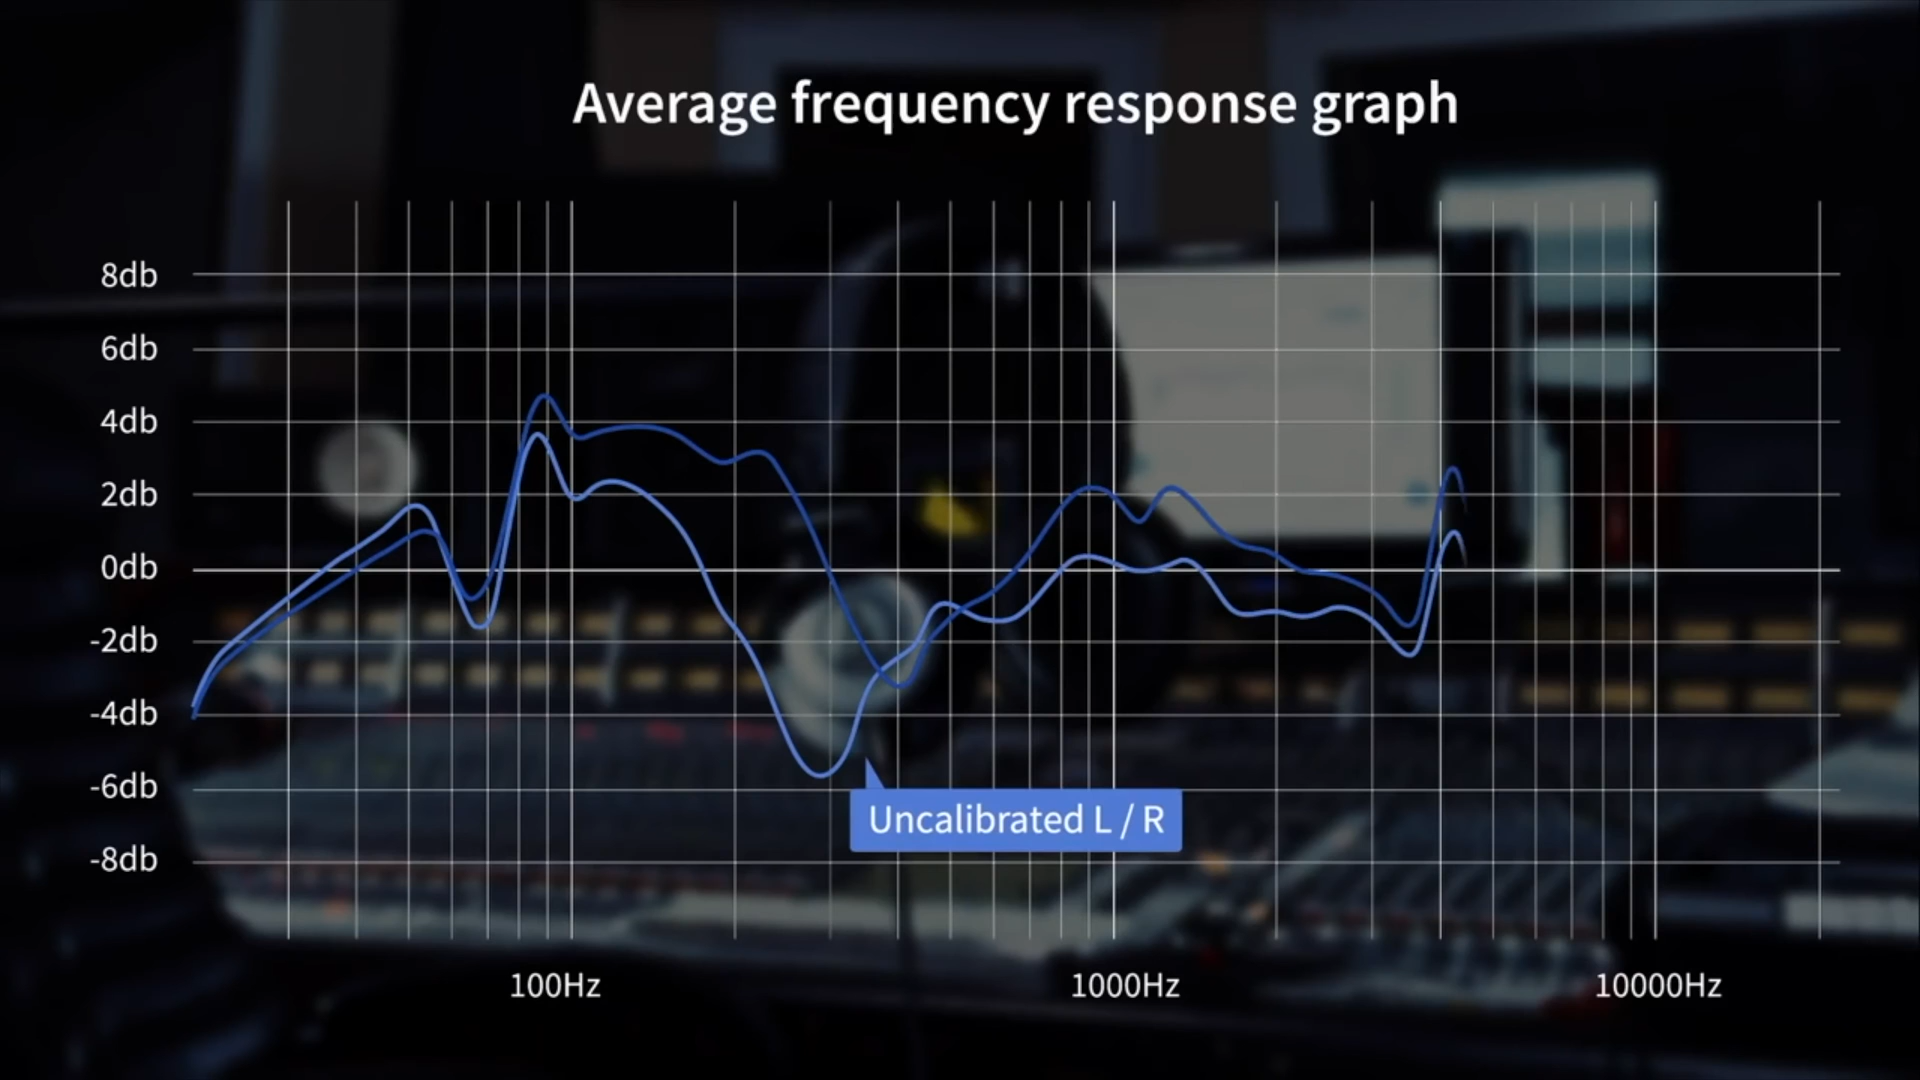 Average frequency response graph
8db
6db
4db
2db
0db
-2db
-4db
-6db
-8db
Uncalibrated L / R
100Hz 1000Hz 10000Hz